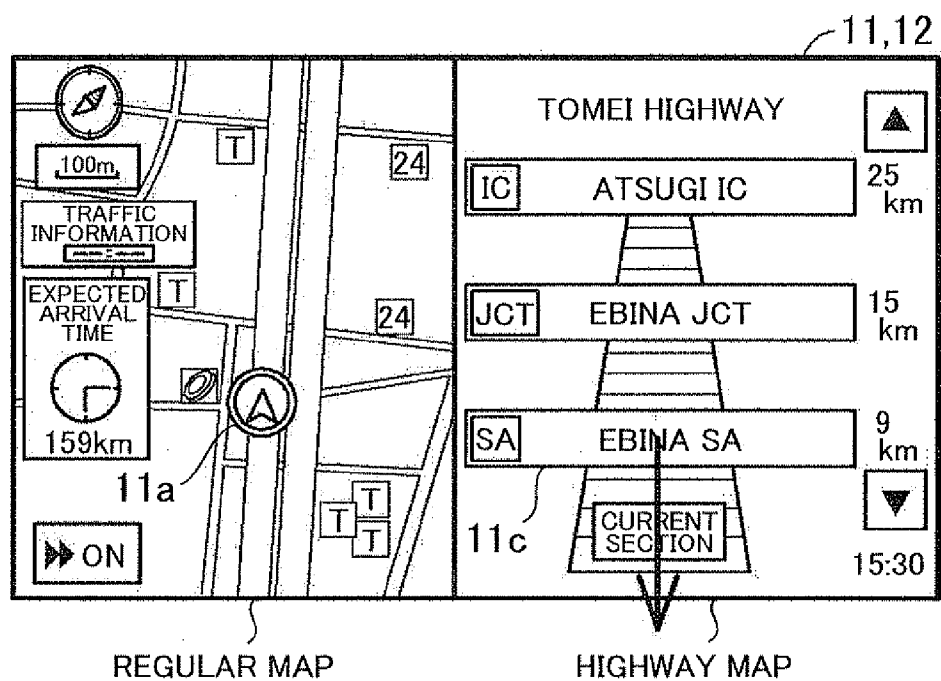 11,12
100m
TRAFFIC
INFORMATION
EXPECTED
ARRIVAL
TIME
159km
11a
ON
T
24
T
24
T
T
T
TOMEI HIGHWAY
IC ATSUGI IC 25
km
JCT EBINA JCT 15
km
SA EBINA SA 9
km
11c
CURRENT
SECTION
15:30
REGULAR MAP
HIGHWAY MAP